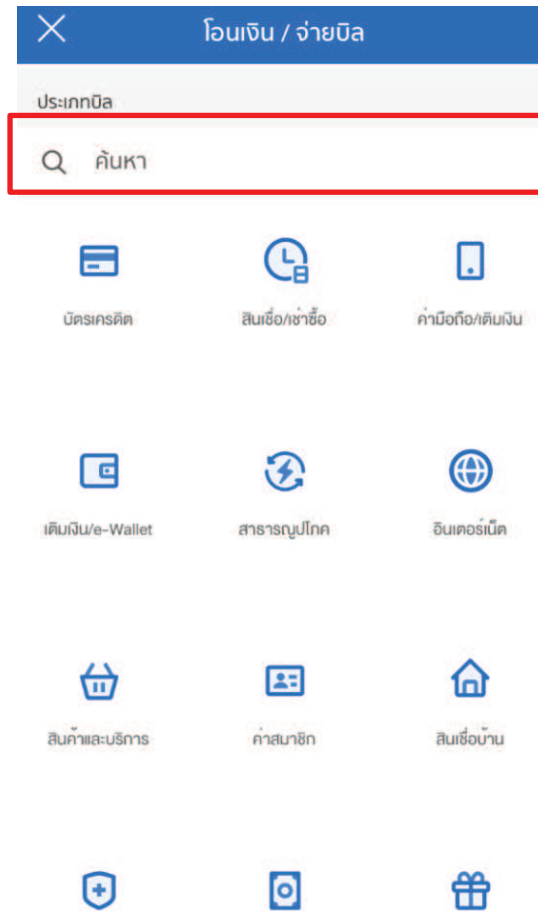 โอนเงิน / จ่ายบิล
ประเภทบิล
ค้นหา
บัตรเครดิต
สินเชื่อ/เช่าซื้อ
ค่ามือถือ/เติมเงิน
เติมเงิน/e-Wallet
สาธารณูปโภค
อินเตอร์เน็ต
สินค้าและบริการ
ค่าสมาชิก
สินเชื่อบ้าน